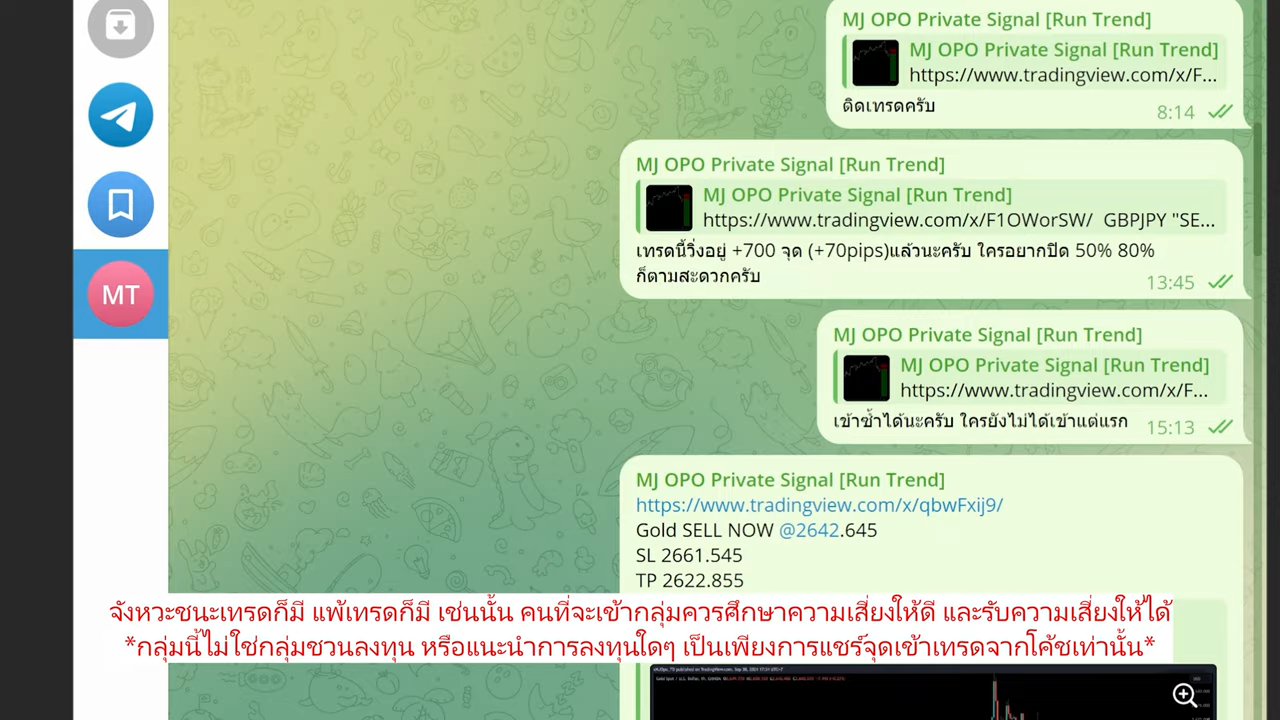 MJ OPO Private Signal [Run Trend]
MJ OPO Private Signal [Run Trend]
https://www.tradingview.com/x/F...
ติดเทรดครับ
8:14
MJ OPO Private Signal [Run Trend]
MJ OPO Private Signal [Run Trend]
https://www.tradingview.com/x/F1OWorSW/ GBPJPY "SE...
เทรดนี้วิ่งอยู่ +700 จุด (+70pips)แล้วนะครับ ใครอยากปิด 50% 80%
ก็ตามสะดวกครับ
13:45
MT
MJ OPO Private Signal [Run Trend]
MJ OPO Private Signal [Run Trend]
https://www.tradingview.com/x/F...
เข้าซ้ำได้นะครับ ใครยังไม่ได้เข้าแต่แรก
15:13
MJ OPO Private Signal [Run Trend]
https://www.tradingview.com/x/qbwFxij9/
Gold SELL NOW @2642.645
SL 2661.545
TP 2622.855
จังหวะชนะเทรดก็มี แพ้เทรดก็มี เช่นนั้น คนที่จะเข้ากลุ่มควรศึกษาความเสี่ยงให้ดี และรับความเสี่ยงให้ได้
*กลุ่มนี้ไม่ใช่กลุ่มชวนลงทุน หรือแนะนำการลงทุนใดๆ เป็นเพียงการแชร์จุดเข้าเทรดจากโค้ชเท่านั้น*